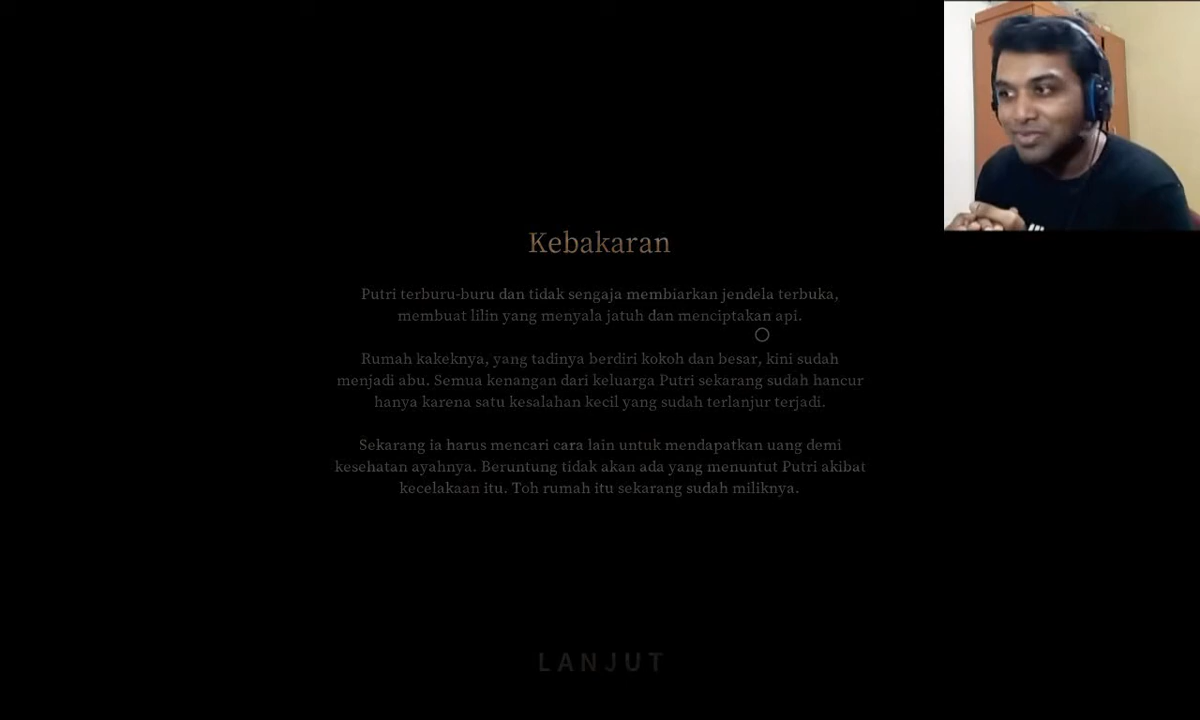 Kebakaran
Putri terburu-buru dan tidak sengaja membiarkan jendela terbuka,
membuat lilin yang menyala jatuh dan menciptakan api.
Rumah kakeknya, yang tadinya berdiri kokoh dan besar, kini sudah
menjadi abu. Semua kenangan dari keluarga Putri sekarang sudah hancur
hanya karena satu kesalahan kecil yang sudah terlanjur terjadi.
Sekarang ia harus mencari cara lain untuk mendapatkan uang demi
kesehatan ayahnya. Beruntung tidak akan ada yang menuntut Putri akibat
kecelakaan itu. Toh rumah itu sekarang sudah miliknya.
LANJUT